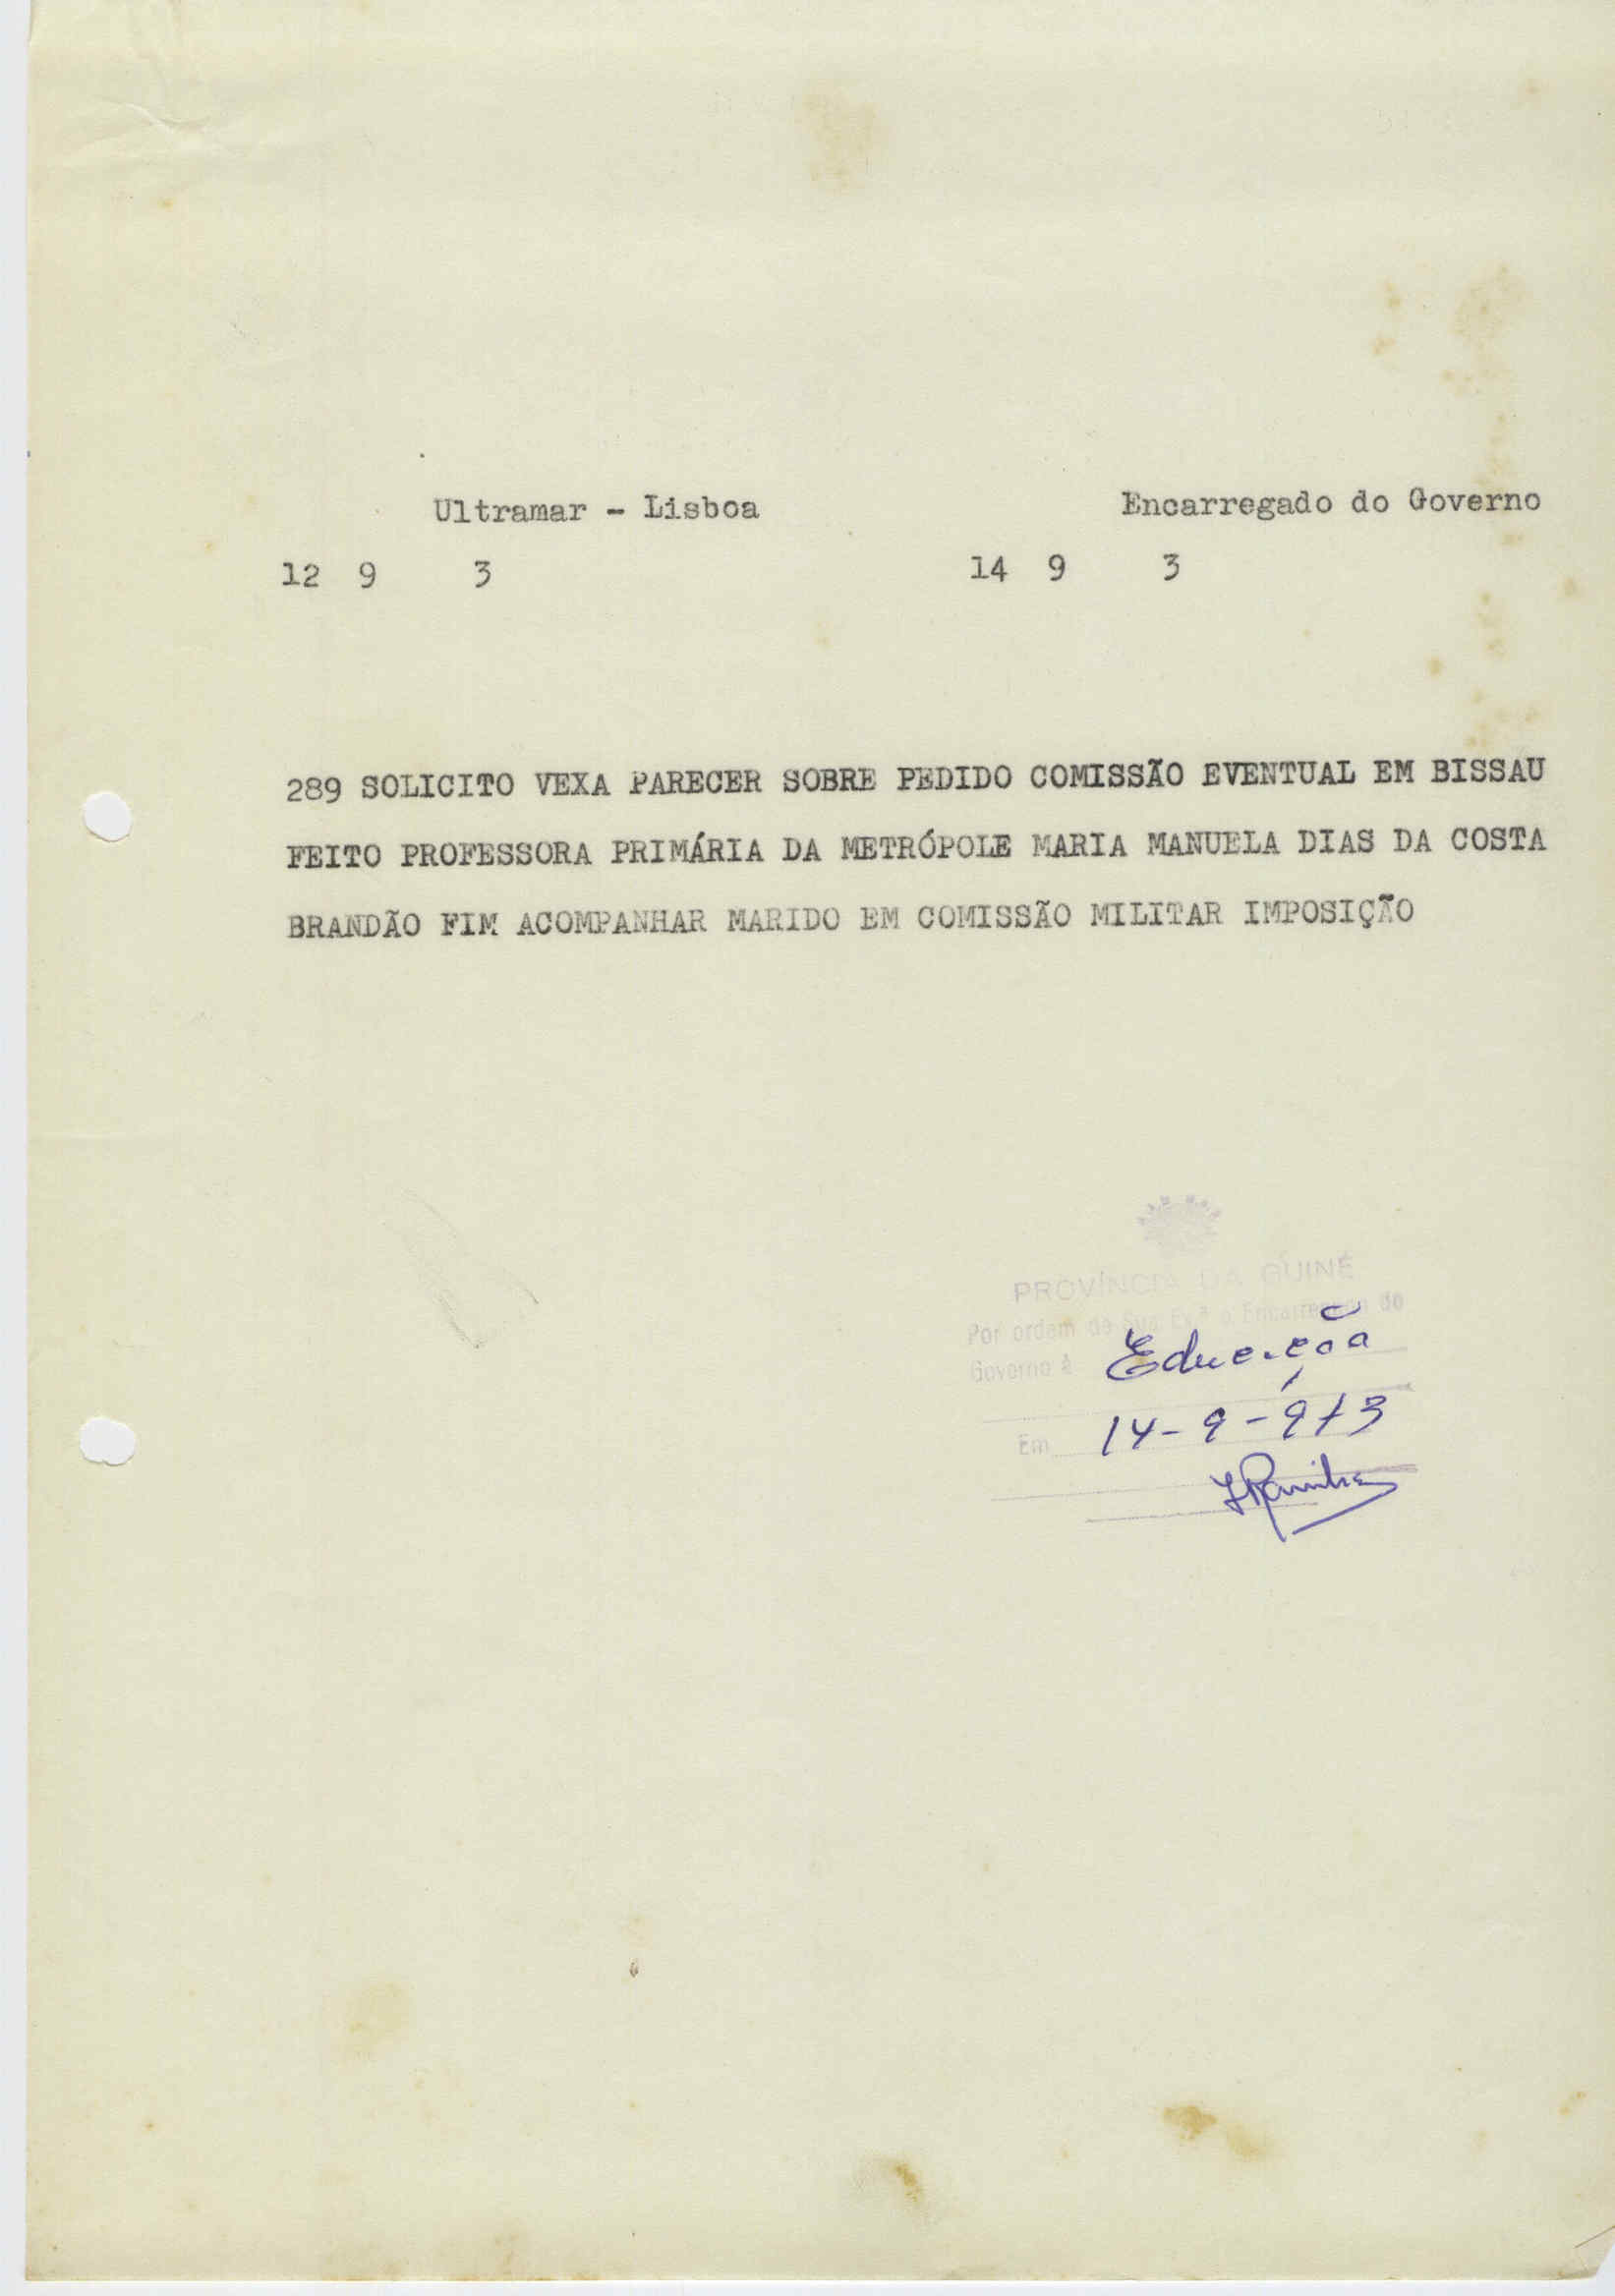 Ultramar - Lisboa Encarregado do Governo
12 9 3 14 9 3
289 SOLICITO VEXA PARECER SOBRE PEDIDO COMISSÃO EVENTUAL EM BISSAU
FEITO PROFESSORA PRIMÁRIA DA METRÓPOLE MARIA MANUELA DIAS DA COSTA
BRANDÃO FIM ACOMPANHAR MARIDO EM COMISSÃO MILITAR IMPOSIÇÃO
PROVÍNCIA DA GUINÉ
Por ordem de Sua Ex.ª o Encarregado do
Governo à Educação
Em 14-9-973